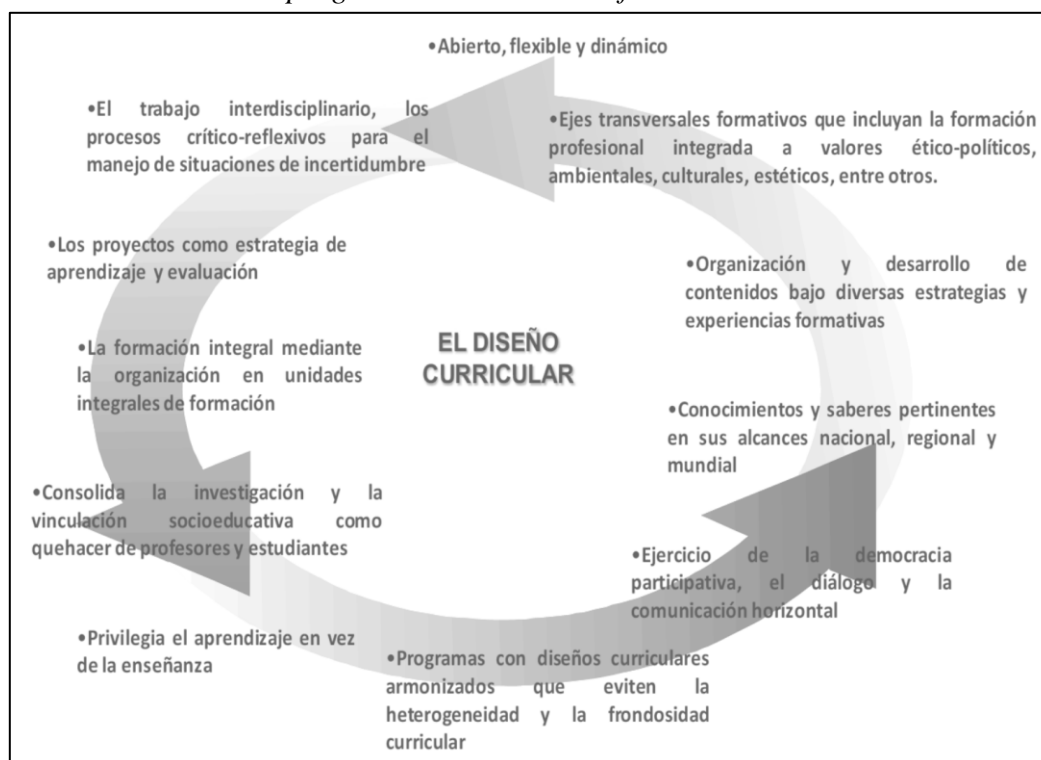 •Abierto, flexible y dinámico
•El trabajo interdisciplinario, los
procesos crítico-reflexivos para el
manejo de situaciones de incertidumbre
•Ejes transversales formativos que incluyan la formación
profesional integrada a valores ético-políticos,
ambientales, culturales, estéticos, entre otros.
•Los proyectos como estrategia de
aprendizaje y evaluación
•Organización y desarrollo de
contenidos bajo diversas estrategias y
experiencias formativas
•La formación integral mediante
la organización en unidades
integrales de formación
EL DISEÑO
CURRICULAR
•Conocimientos y saberes pertinentes
en sus alcances nacional, regional y
mundial
•Consolida la investigación y la
vinculación socioeducativa como
quehacer de profesores y estudiantes
•Ejercicio de la democracia
participativa, el diálogo y la
comunicación horizontal
•Privilegia el aprendizaje en vez
de la enseñanza
•Programas con diseños curriculares
armonizados que eviten la
heterogeneidad y la frondosidad
curricular